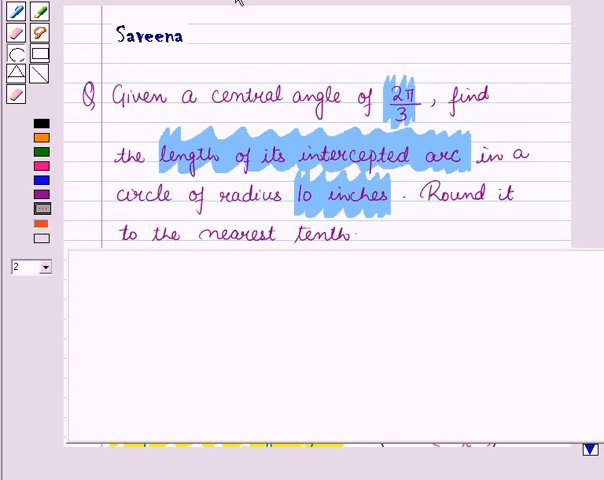 Saveena
Q Given a central angle of 2π/3, find
the length of its intercepted arc in a
circle of radius 10 inches. Round it
to the nearest tenth.
2